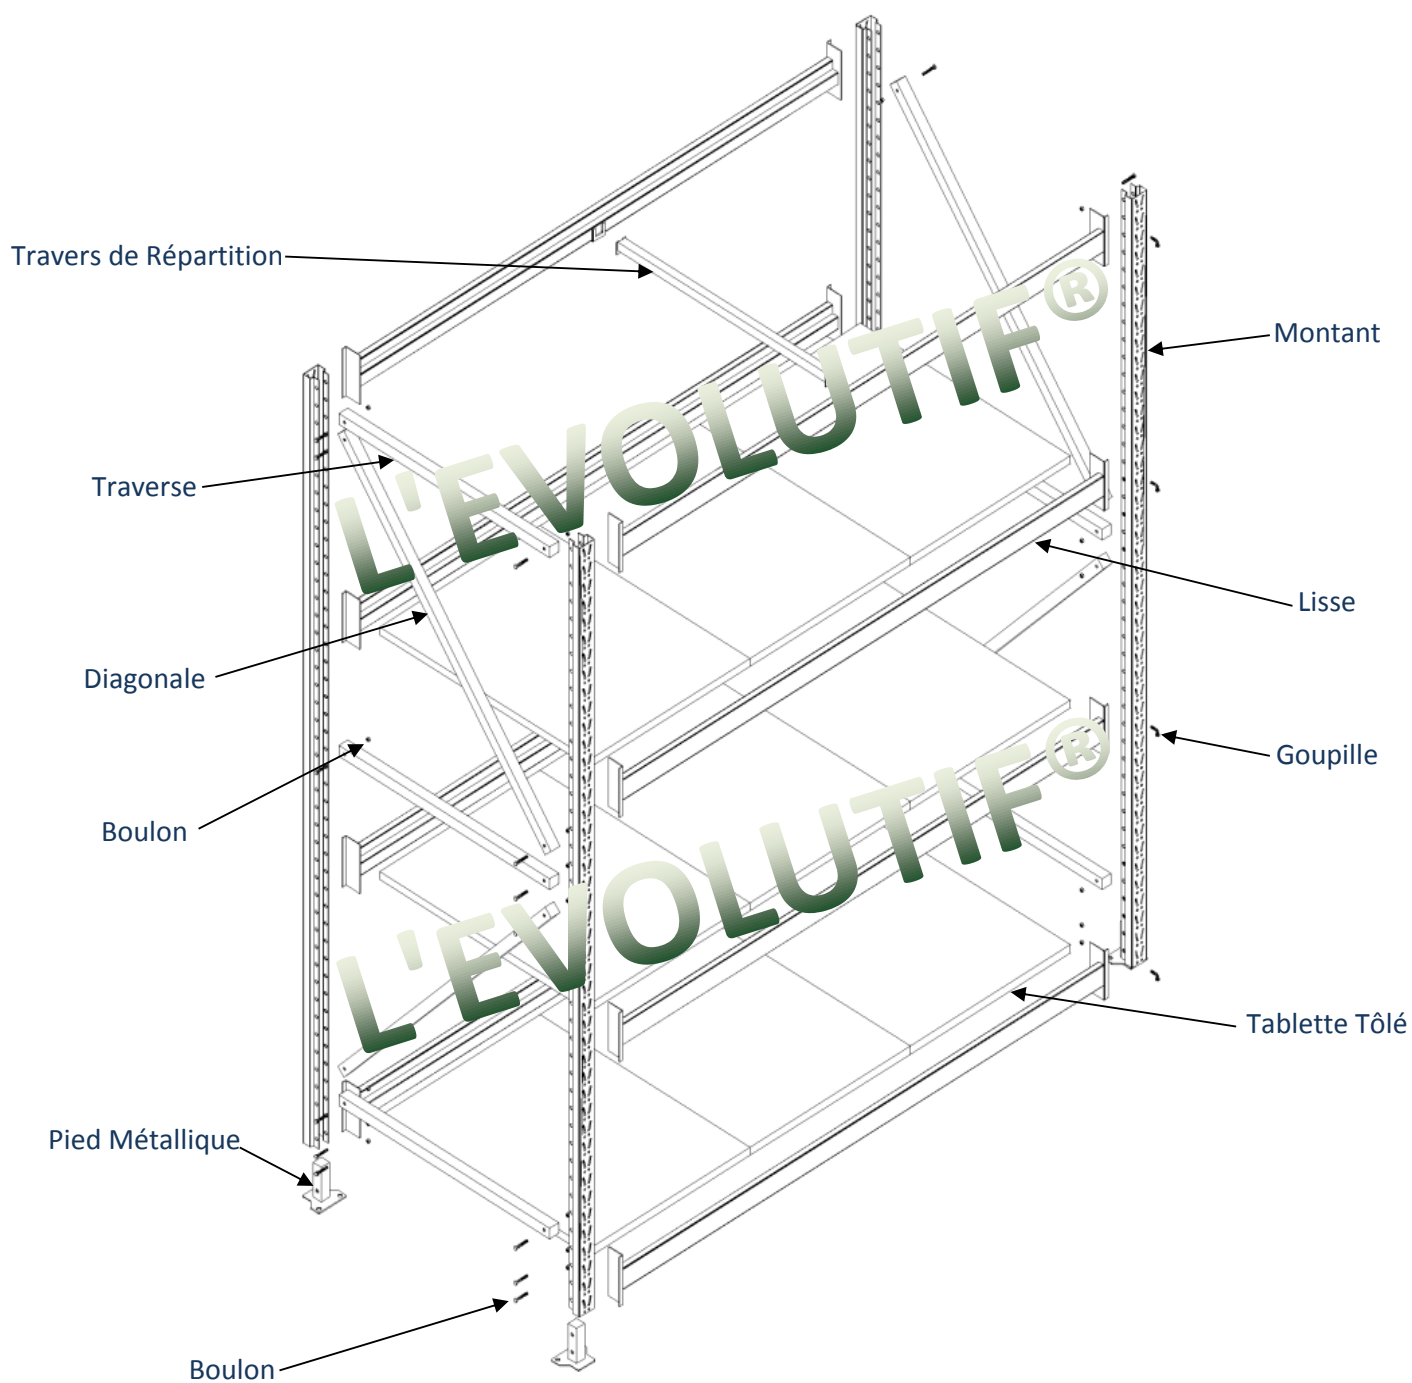 Travers de Répartition
Montant
L'EVOLUTIF®
Traverse
Lisse
Diagonale
Goupille
Boulon
L'EVOLUTIF®
Tablette Tôlé
Pied Métallique
Boulon